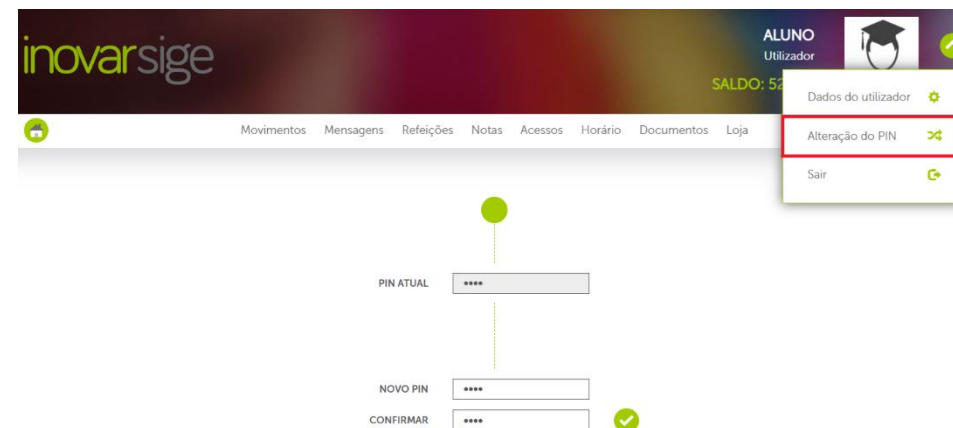 inovarsige
ALUNO
Utilizador
SALDO: 52
Dados do utilizador
Alteração do PIN
Sair
Movimentos Mensagens Refeições Notas Acessos Horário Documentos Loja
PIN ATUAL ••••
NOVO PIN ••••
CONFIRMAR ••••